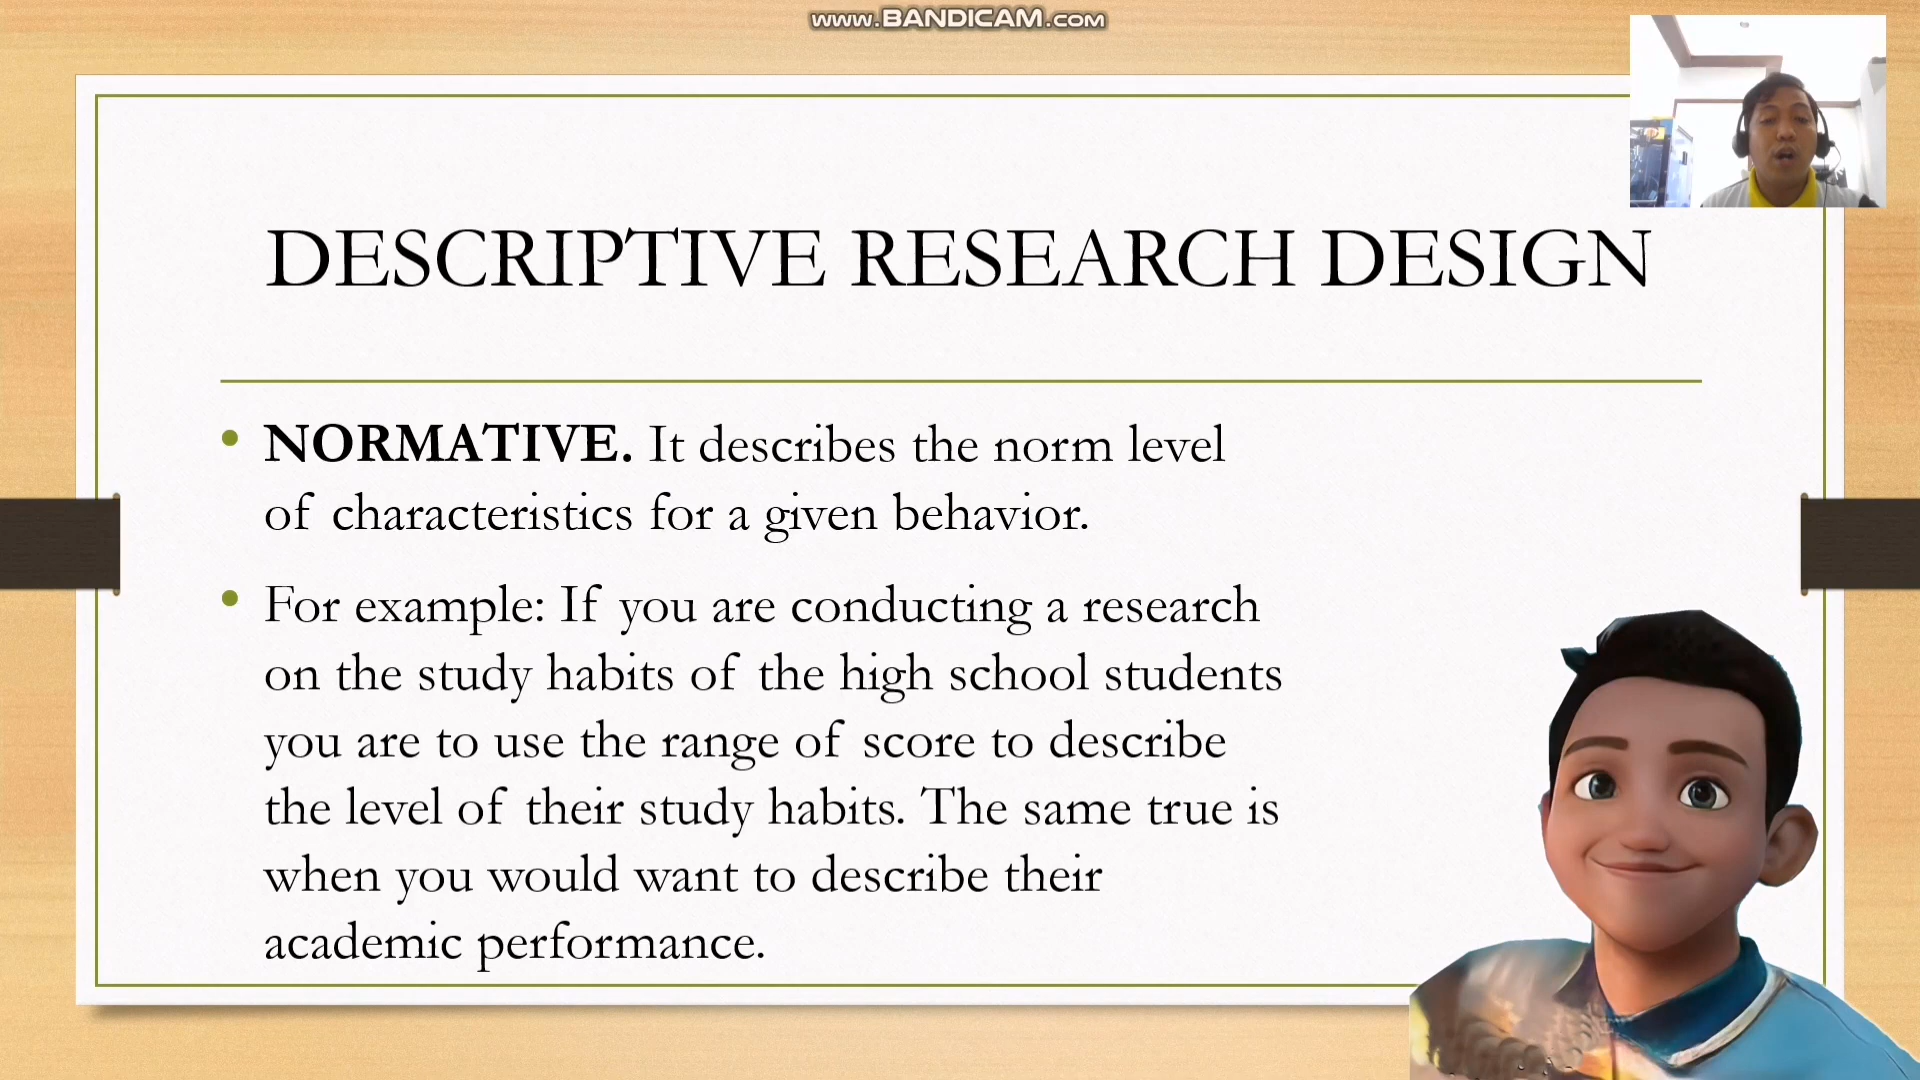 www.BANDICAM.com
DESCRIPTIVE RESEARCH DESIGN
• NORMATIVE. It describes the norm level
of characteristics for a given behavior.
• For example: If you are conducting a research
on the study habits of the high school students
you are to use the range of score to describe
the level of their study habits. The same true is
when you would want to describe their
academic performance.